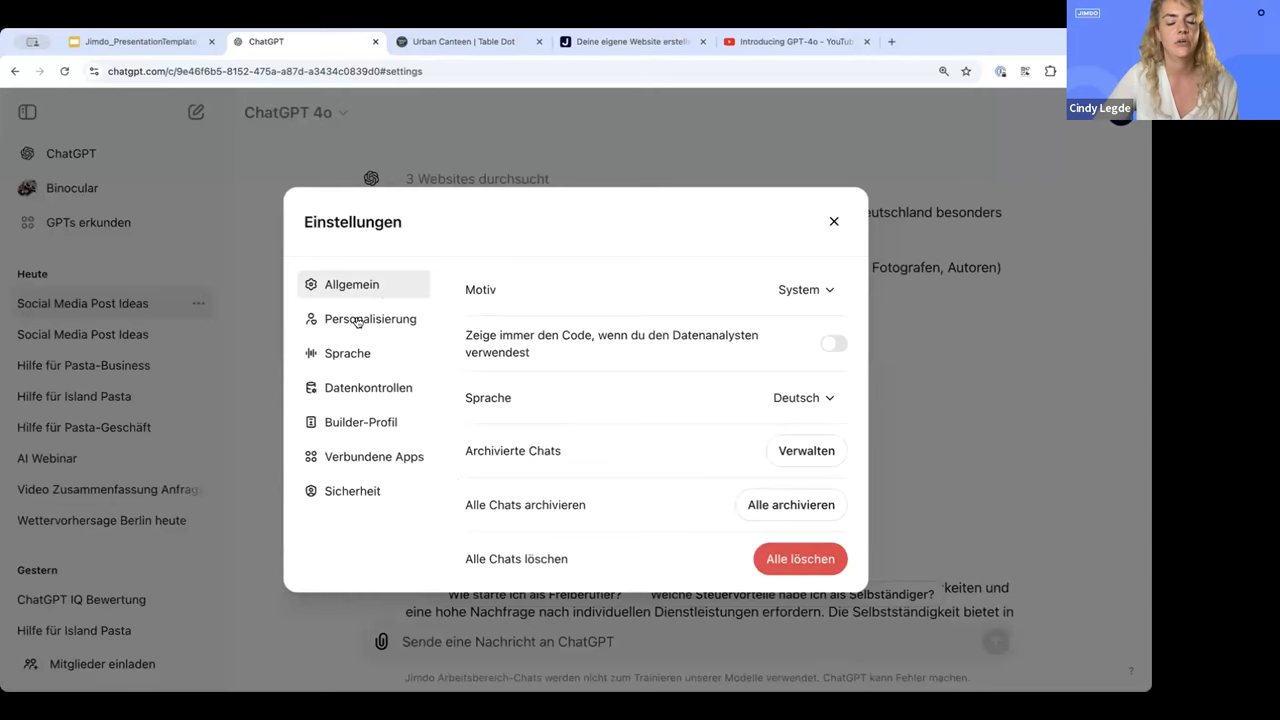 JIMDO
Cindy Legde
Jimdo_PresentationTemplate
ChatGPT
Urban Canteen | Table Dot
Deine eigene Website erstell
Introducing GPT-4o - YouTub
chatgpt.com/c/9e46f6b5-8152-475a-a87d-a3434c0839d0#settings
ChatGPT 4o
ChatGPT
Binocular
GPTs erkunden
Heute
Social Media Post Ideas
Social Media Post Ideas
Hilfe für Pasta-Business
Hilfe für Island Pasta
Hilfe für Pasta-Geschäft
AI Webinar
Video Zusammenfassung Anfrag
Wettervorhersage Berlin heute
Gestern
ChatGPT IQ Bewertung
Hilfe für Island Pasta
Mitglieder einladen
3 Websites durchsucht
eutschland besonders
Fotografen, Autoren)
Einstellungen
Allgemein
Personalisierung
Sprache
Datenkontrollen
Builder-Profil
Verbundene Apps
Sicherheit
Motiv
System
Zeige immer den Code, wenn du den Datenanalysten
verwendest
Sprache
Deutsch
Archivierte Chats
Verwalten
Alle Chats archivieren
Alle archivieren
Alle Chats löschen
Alle löschen
Wie starte ich als Freiberufler?
Welche Steuervorteile habe ich als Selbständiger?
keiten und
eine hohe Nachfrage nach individuellen Dienstleistungen erfordern. Die Selbstständigkeit bietet in
Sende eine Nachricht an ChatGPT
Jimdo Arbeitsbereich-Chats werden nicht zum Trainieren unserer Modelle verwendet. ChatGPT kann Fehler machen.
?